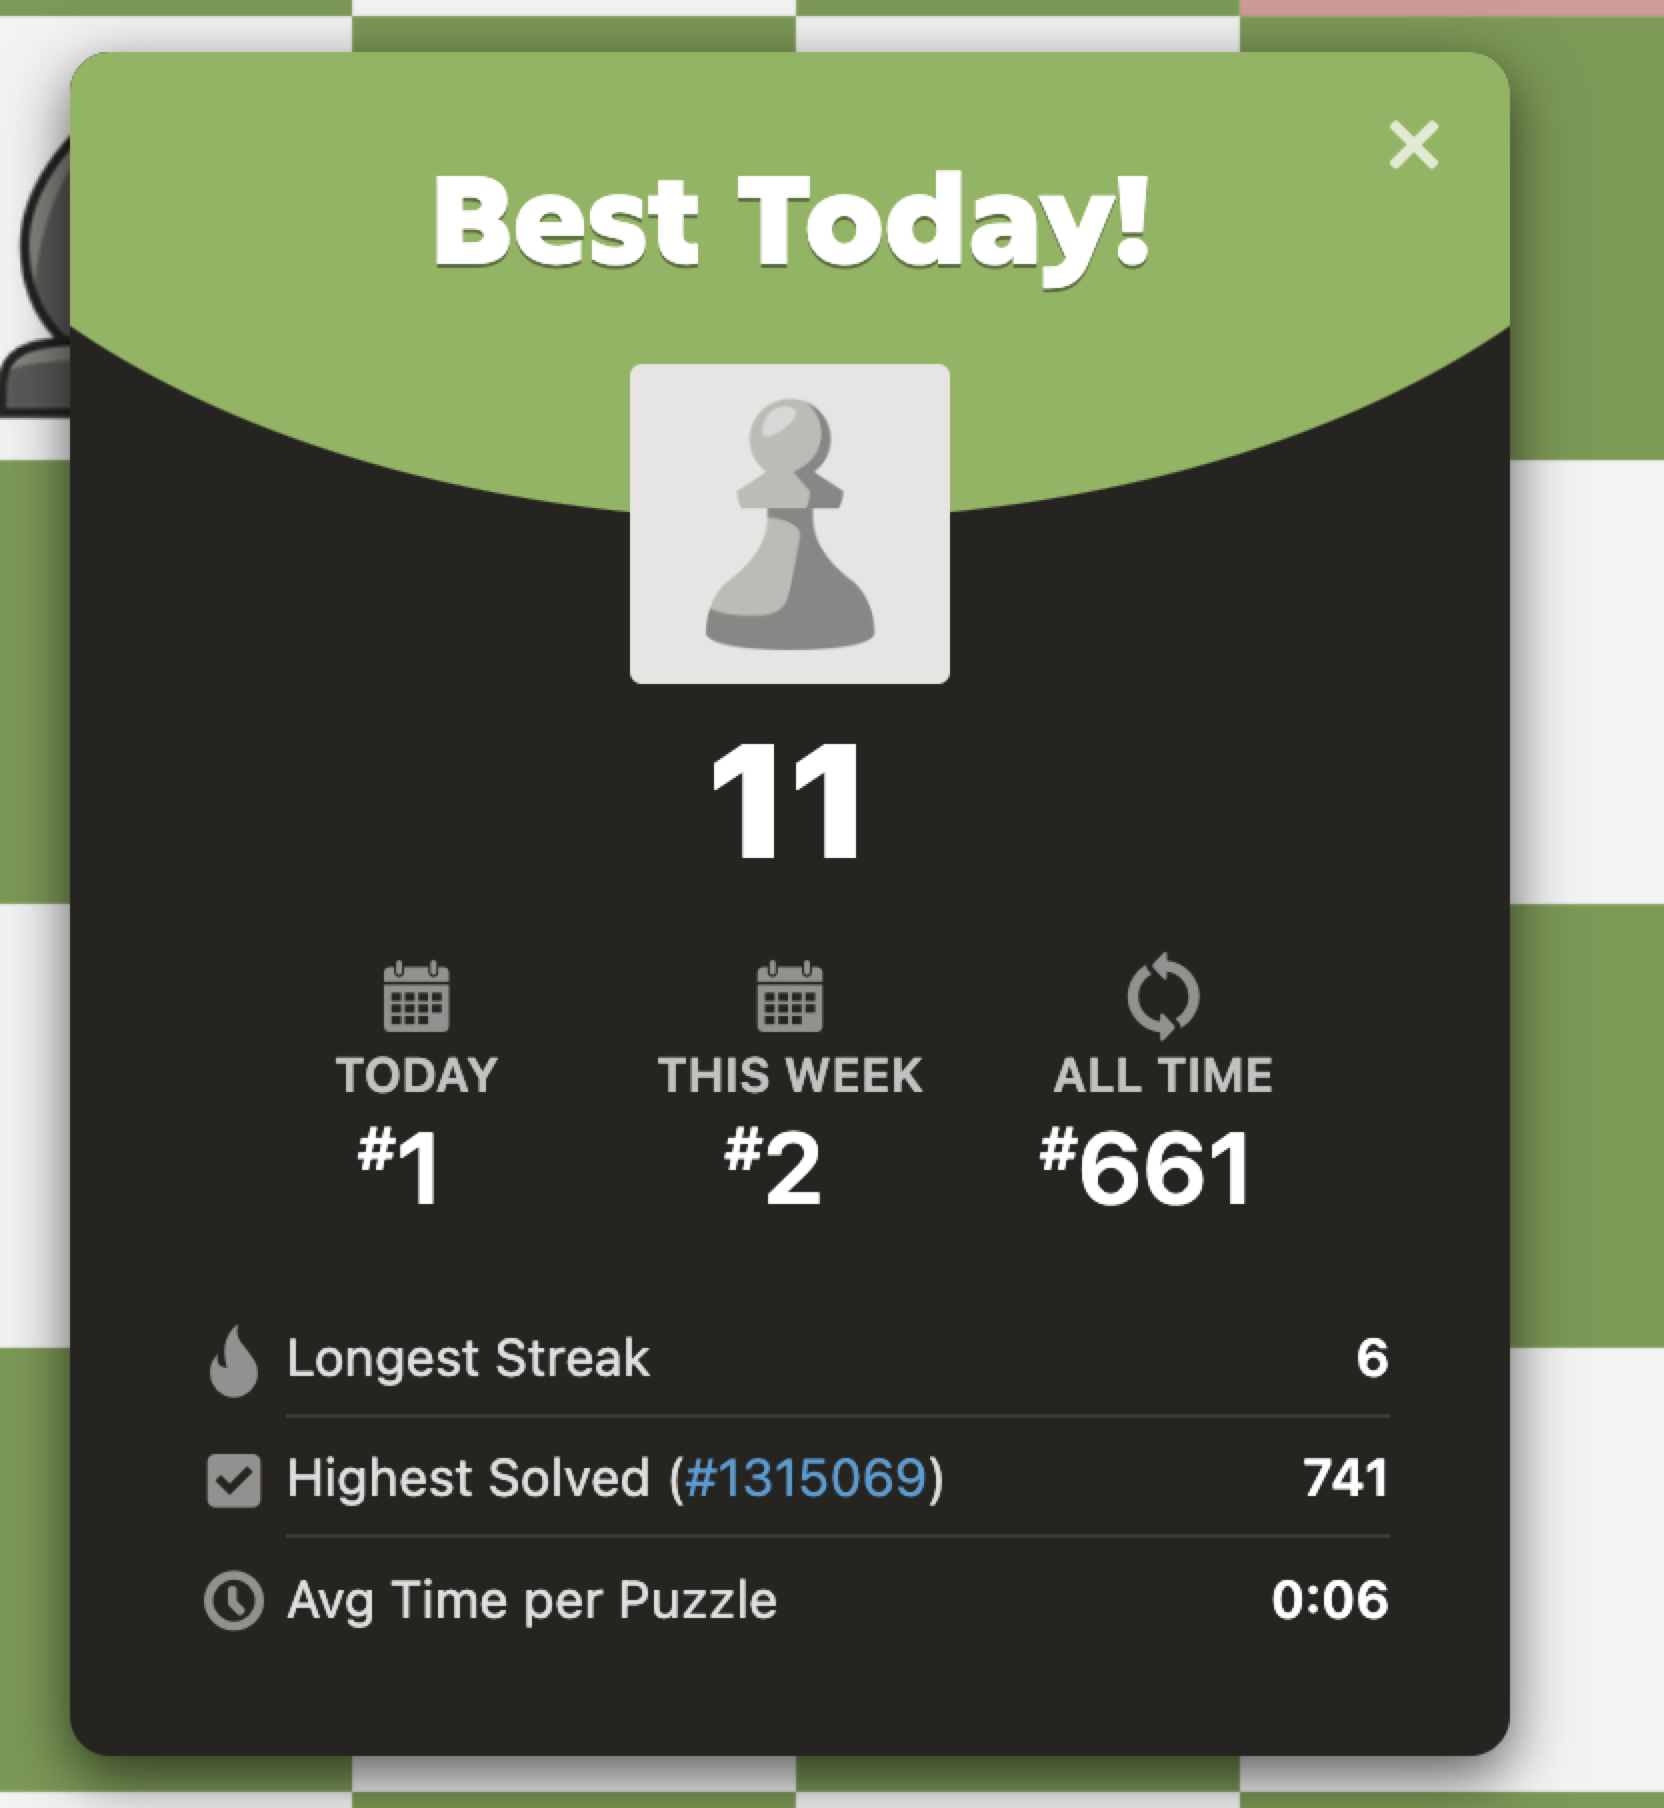 Best Today!
11
TODAY
#1
THIS WEEK
#2
ALL TIME
#661
Longest Streak 6
Highest Solved (#1315069) 741
Avg Time per Puzzle 0:06